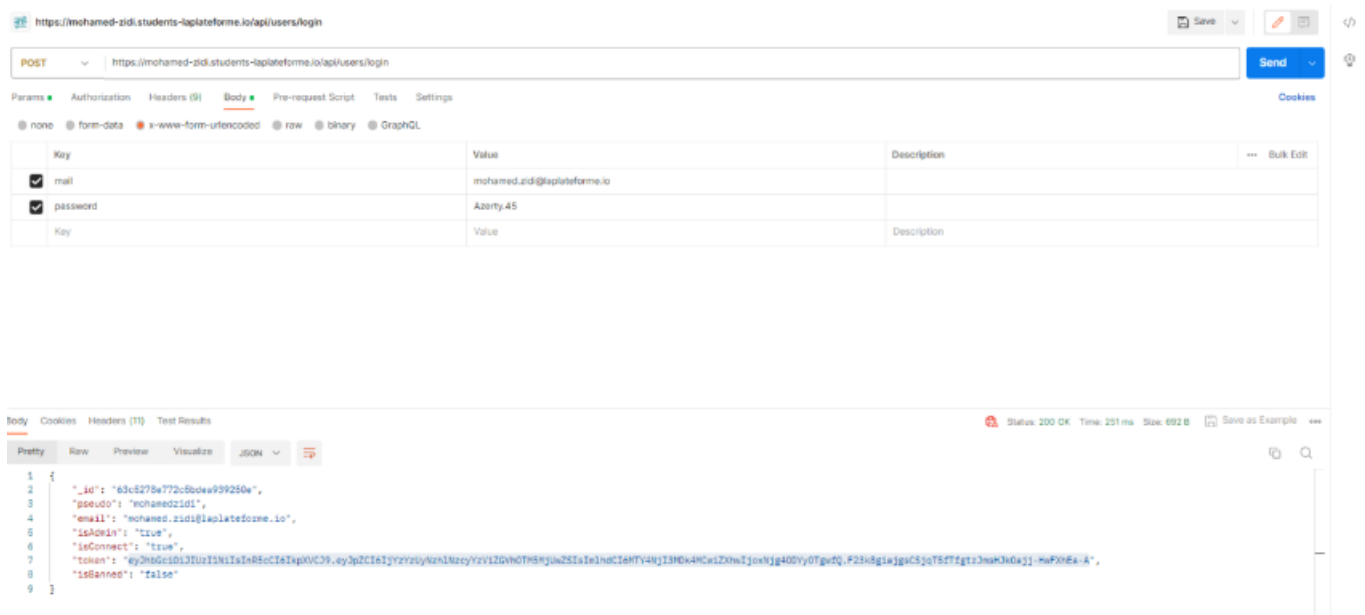 https://mohamed-zidi.students-laplateforme.io/api/users/login
Save
POST https://mohamed-zidi.students-laplateforme.io/api/users/login Send
Params Authorization Headers (9) Body Pre-request Script Tests Settings Cookies
none form-data x-www-form-urlencoded raw binary GraphQL
Key Value Description Bulk Edit
mail mohamed.zidi@laplateforme.io
password Azerty.45
Key Value Description
Body Cookies Headers (11) Test Results Status: 200 OK Time: 251 ms Size: 692 B Save as Example
Pretty Raw Preview Visualize JSON
1 {
2 "_id": "63c5278e772c5bdea939250e",
3 "pseudo": "mohamedzidi",
4 "email": "mohamed.zidi@laplateforme.io",
5 "isAdmin": "true",
6 "isConnect": "true",
7 "token":
8 "isBanned": "false"
9 }